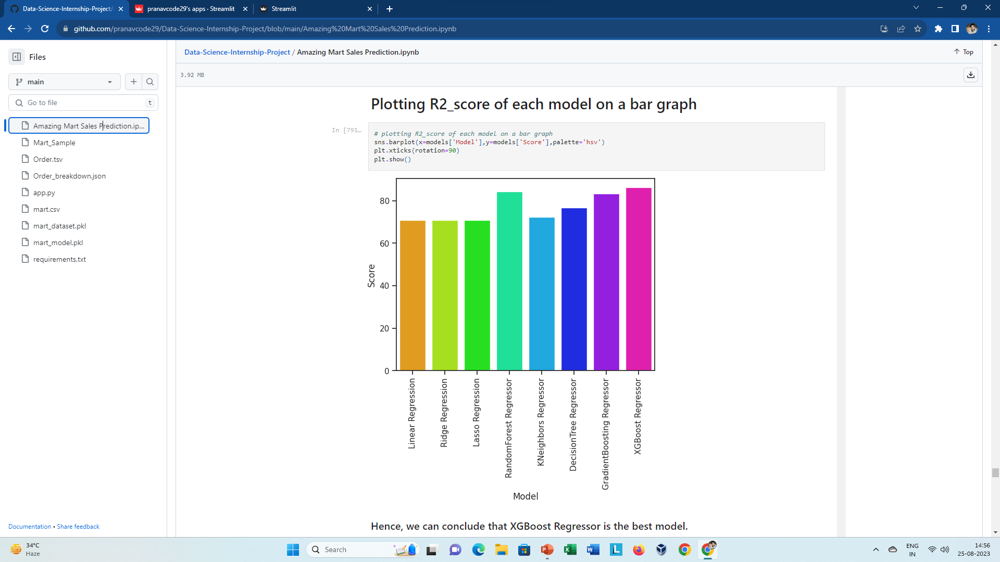 Data-Science-Internship-Project/
pranavcode29's apps · Streamlit
Streamlit
github.com/pranavcode29/Data-Science-Internship-Project/blob/main/Amazing%20Mart%20Sales%20Prediction.ipynb
Files
main
Go to file
t
Amazing Mart Sales Prediction.ip...
Mart_Sample
Order.tsv
Order_breakdown.json
app.py
mart.csv
mart_dataset.pkl
mart_model.pkl
requirements.txt
Documentation • Share feedback
Data-Science-Internship-Project / Amazing Mart Sales Prediction.ipynb
Top
3.92 MB
Plotting R2_score of each model on a bar graph
In [791…
# plotting R2_score of each model on a bar graph
sns.barplot(x=models['Model'],y=models['Score'],palette='hsv')
plt.xticks(rotation=90)
plt.show()
80
60
40
20
0
Score
Linear Regression
Ridge Regression
Lasso Regression
RandomForest Regressor
KNeighbors Regressor
DecisionTree Regressor
GradientBoosting Regressor
XGBoost Regressor
Model
Hence, we can conclude that XGBoost Regressor is the best model.
34°C
Haze
Search
P
X
W
L
ENG
IN
14:56
25-08-2023